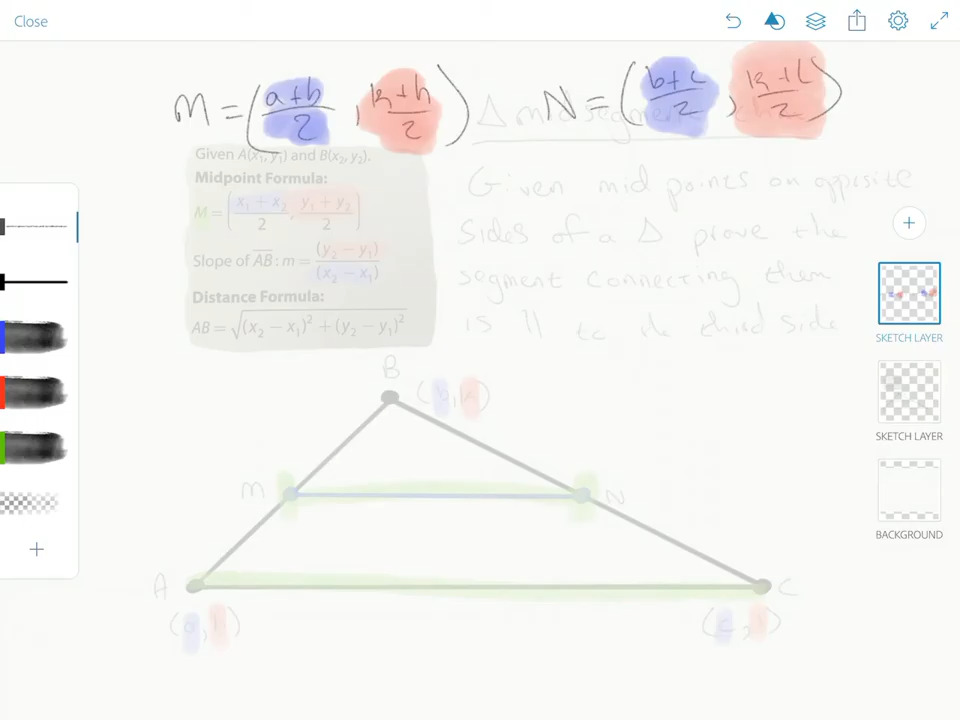 Close
M = (a+b/2, k+h/2) N = (b+c/2, k+l/2)
Δ midsegment
Given A(x₁, y₁) and B(x₂, y₂).
Midpoint Formula:
M = (x₁ + x₂/2, y₁ + y₂/2)
Slope of AB: m = (y₂ − y₁)/(x₂ − x₁)
Distance Formula:
AB = √(x₂ − x₁)² + (y₂ − y₁)²
Given mid points on opposite
sides of a Δ prove the
segment connecting them
is || to the third side
SKETCH LAYER
SKETCH LAYER
BACKGROUND
B
(b,k)
M
N
A
C
(a,h)
(c,l)